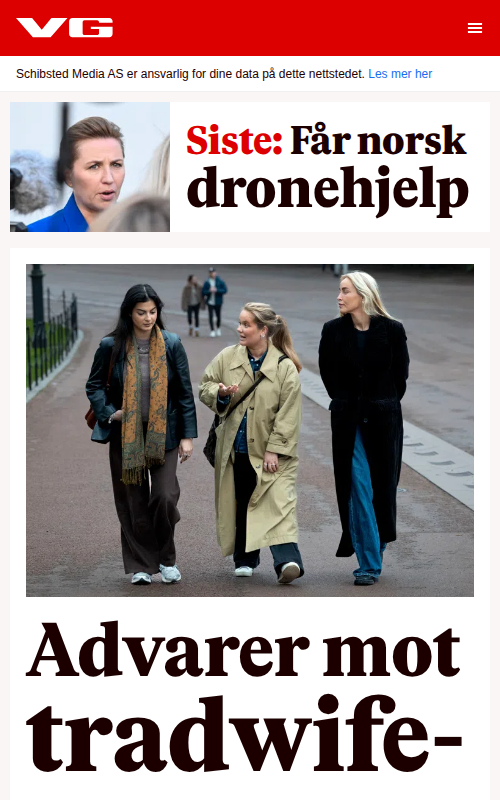 VG
Schibsted Media AS er ansvarlig for dine data på dette nettstedet. Les mer her
Siste: Får norsk
dronehjelp
Advarer mot
tradwife-